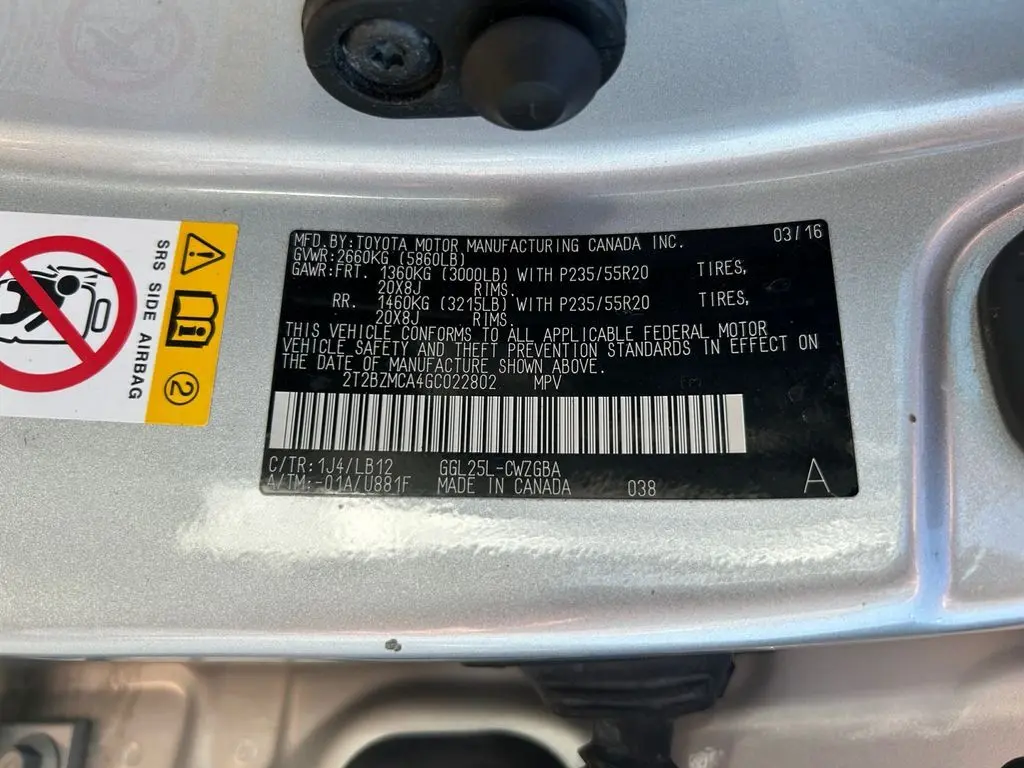 MFD.BY:TOYOTA MOTOR MANUFACTURING CANADA INC. 03/16
GVWR:2660KG (5860LB)
GAWR:FRT. 1360KG (3000LB) WITH P235/55R20 TIRES,
20X8J RIMS.
RR. 1460KG (3215LB) WITH P235/55R20 TIRES,
20X8J RIMS.
THIS VEHICLE CONFORMS TO ALL APPLICABLE FEDERAL MOTOR
VEHICLE SAFETY AND THEFT PREVENTION STANDARDS IN EFFECT ON
THE DATE OF MANUFACTURE SHOWN ABOVE.
2T2BZMCA4GC022802 MPV
C/TR:1J4/LB12 GGL25L-CWZGBA
A/TM:-01A/U881F MADE IN CANADA 038 A
SRS SIDE AIRBAG
2